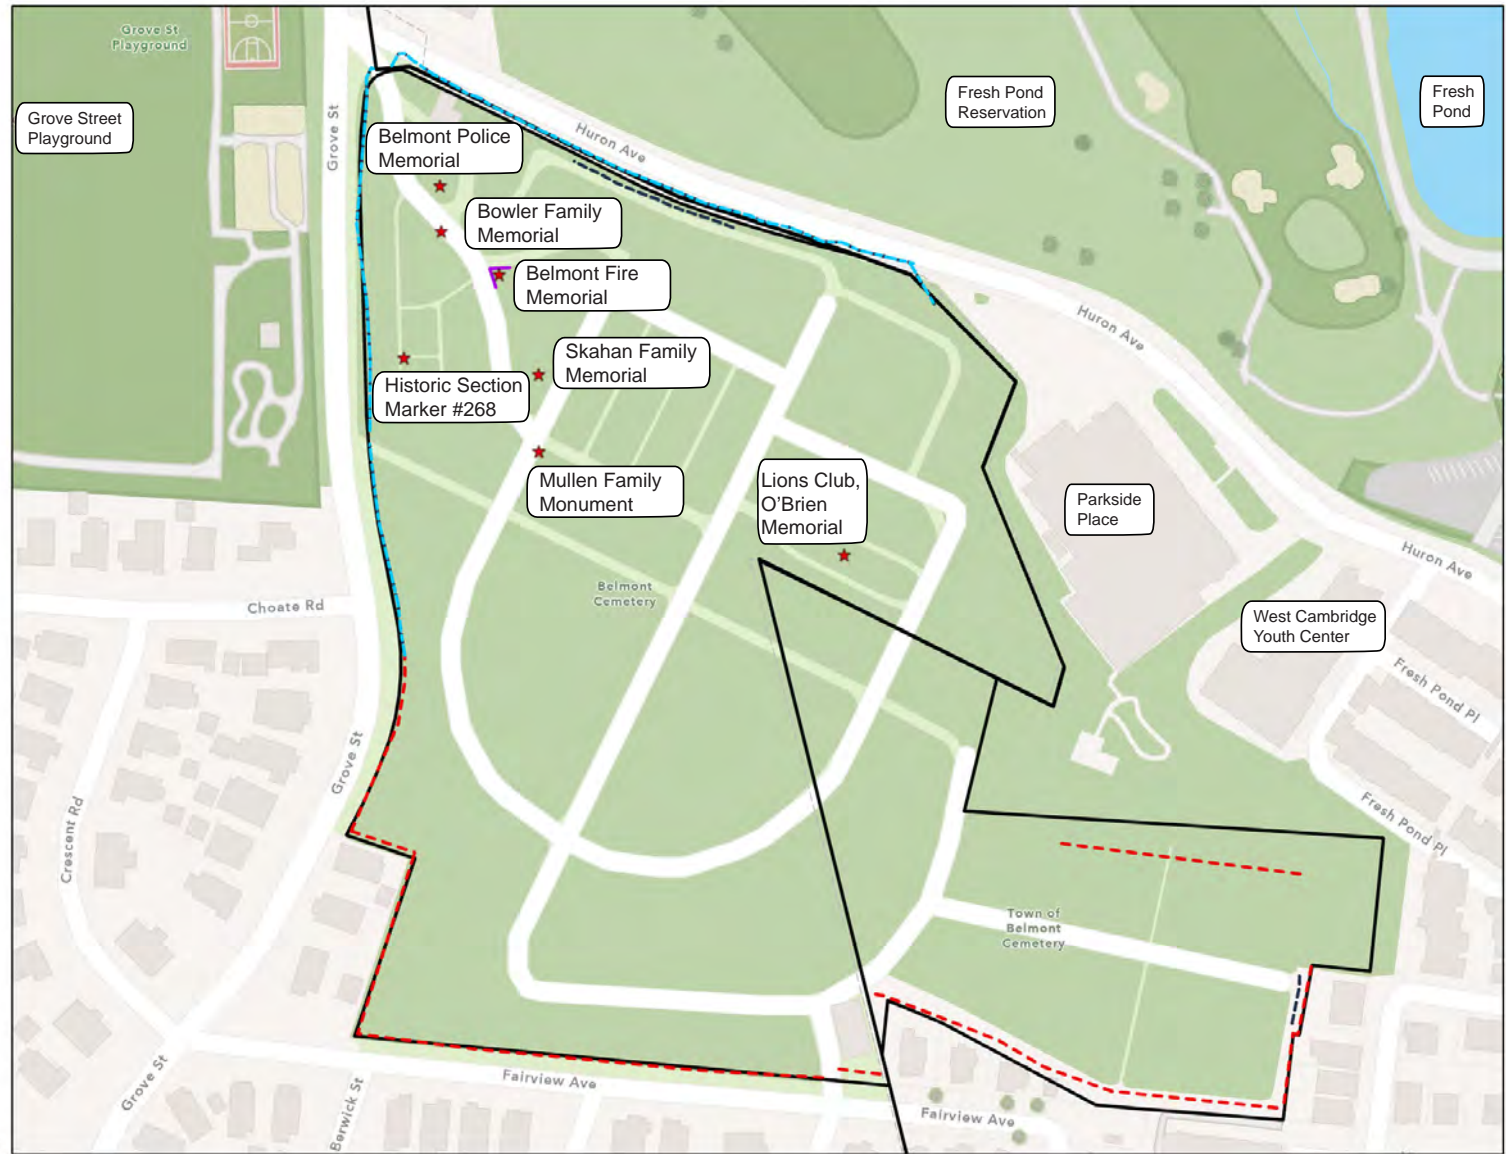 Grove St
Playground
Grove Street
Playground
Grove St
Huron Ave
Fresh Pond
Reservation
Fresh
Pond
Belmont Police
Memorial
Bowler Family
Memorial
Belmont Fire
Memorial
Huron Ave
Skahan Family
Memorial
Historic Section
Marker #268
Mullen Family
Monument
Lions Club,
O'Brien
Memorial
Parkside
Place
Huron Ave
Belmont
Cemetery
Choate Rd
West Cambridge
Youth Center
Fresh Pond Pl
Grove St
Crescent Rd
Fresh Pond Pl
Town of
Belmont
Cemetery
Grove St
Berwick St
Fairview Ave
Fairview Ave